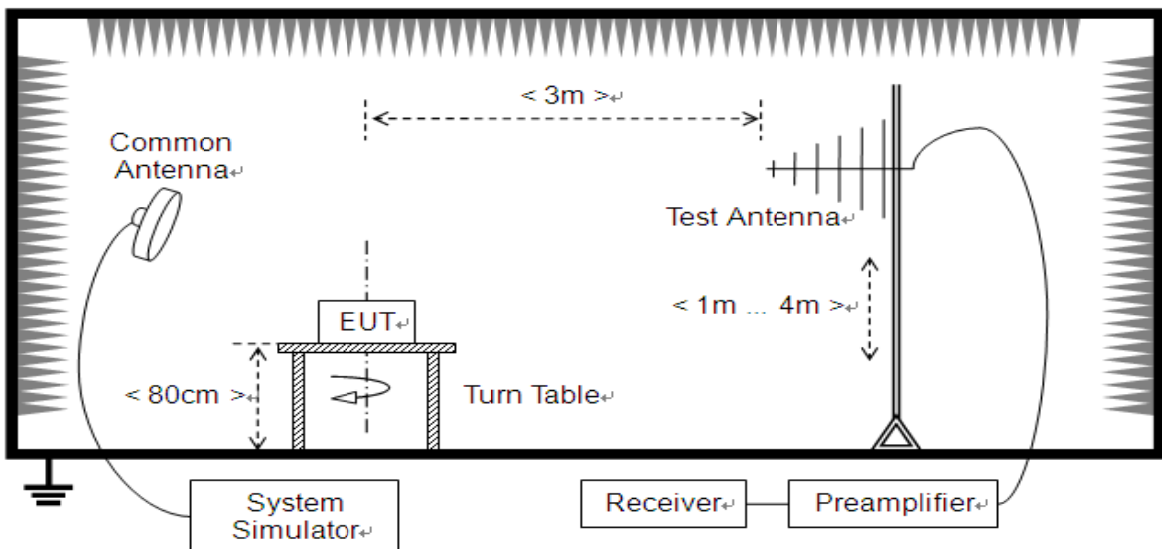 < 3m >↵
Common
Antenna↵
Test Antenna↵
< 1m ... 4m >↵
EUT↵
< 80cm >↵
Turn Table↵
System
Simulator↵
Receiver↵
Preamplifier↵